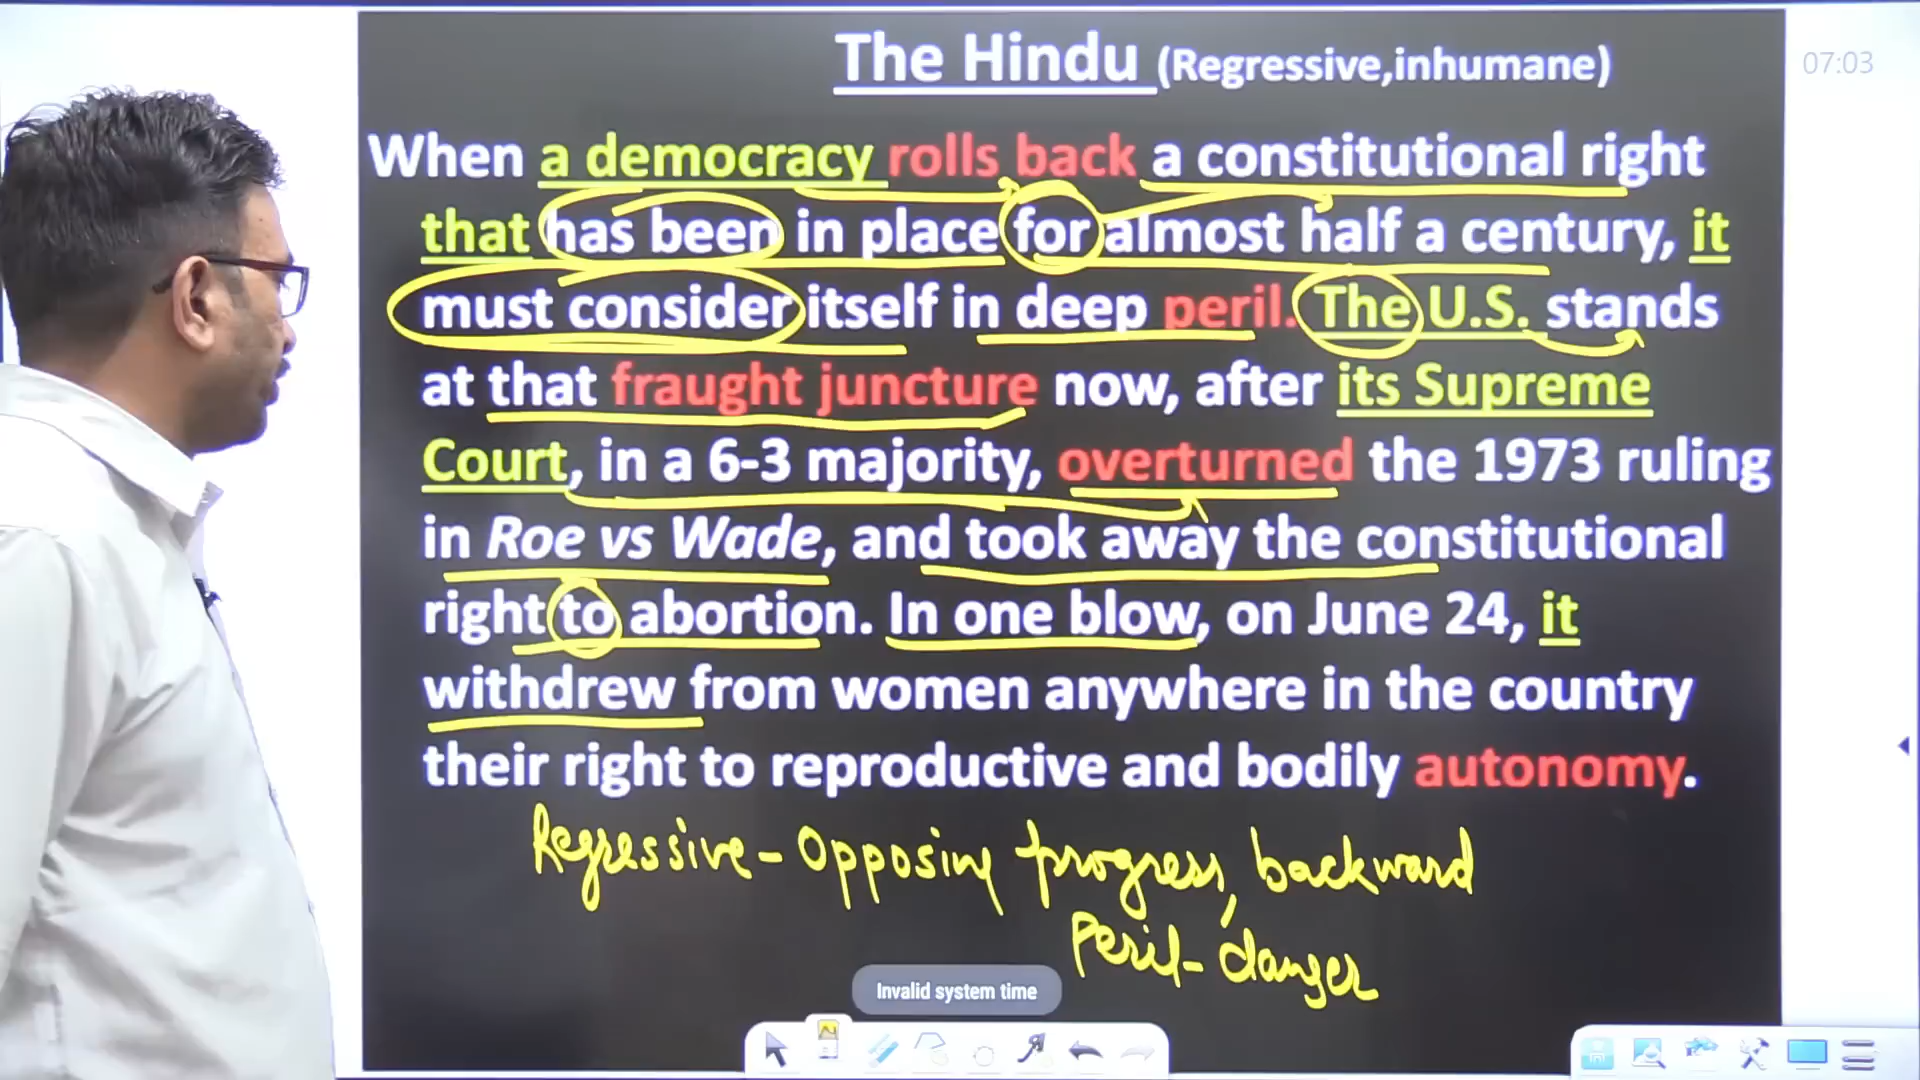 The Hindu (Regressive,inhumane)
07:03
When a democracy rolls back a constitutional right
that has been in place for almost half a century, it
must consider itself in deep peril. The U.S. stands
at that fraught juncture now, after its Supreme
Court, in a 6-3 majority, overturned the 1973 ruling
in Roe vs Wade, and took away the constitutional
right to abortion. In one blow, on June 24, it
withdrew from women anywhere in the country
their right to reproductive and bodily autonomy.
Regressive - Opposing progress, backward
Peril - danger
Invalid system time